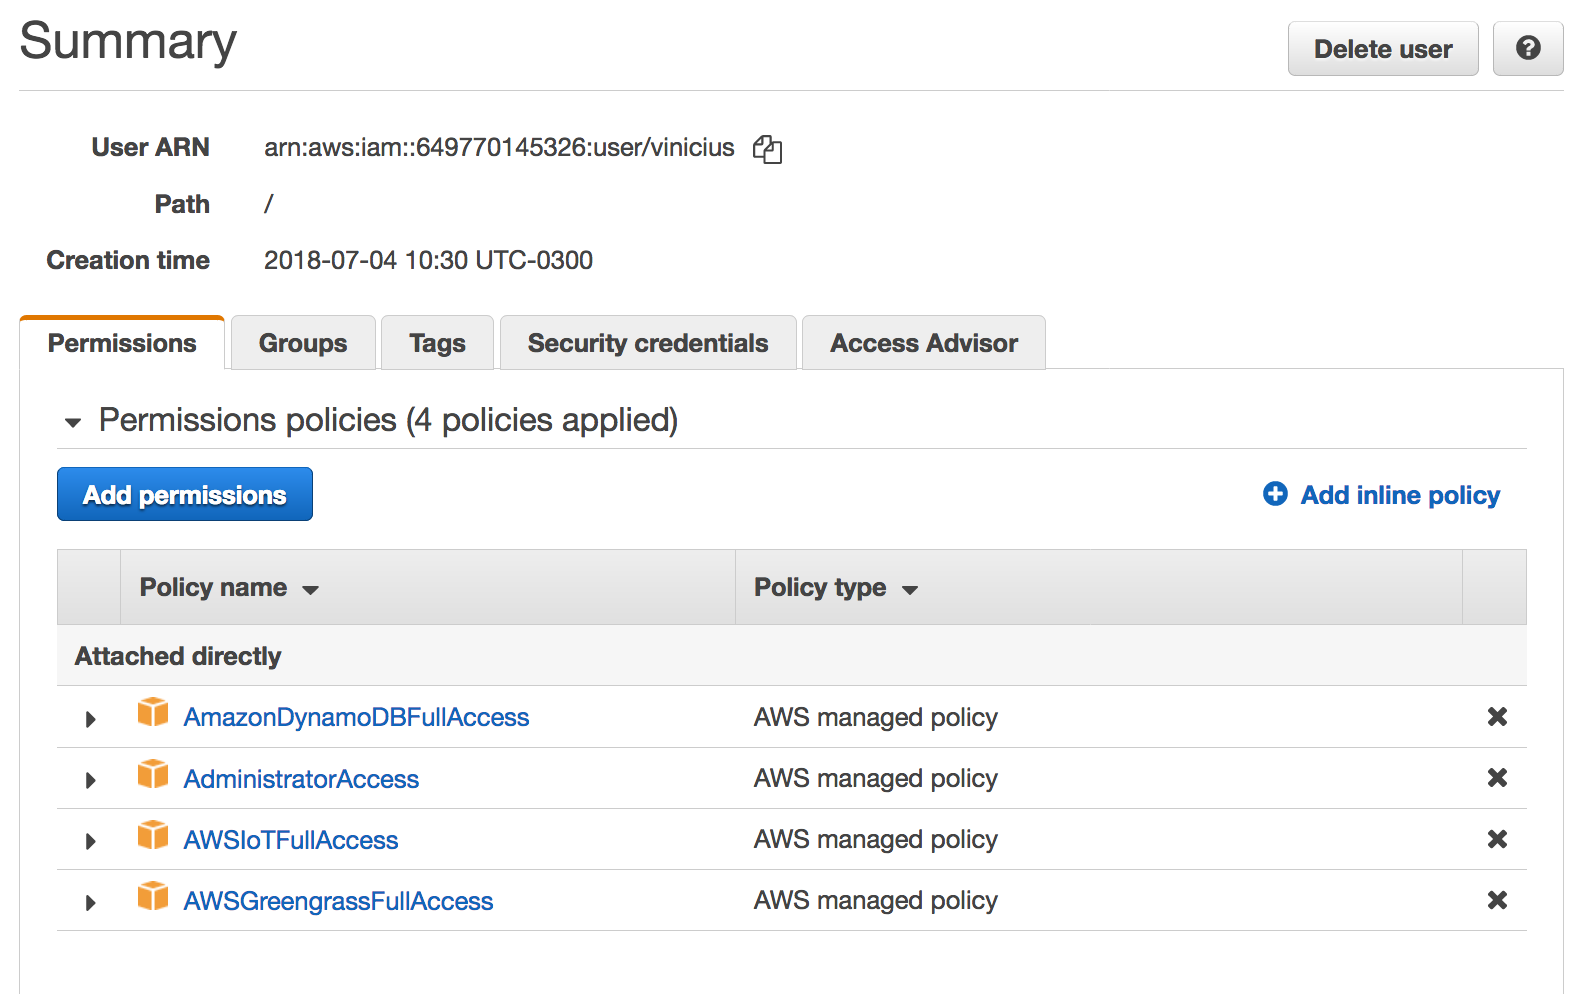 Summary
Delete user
?
User ARN arn:aws:iam::649770145326:user/vinicius
Path /
Creation time 2018-07-04 10:30 UTC-0300
Permissions Groups Tags Security credentials Access Advisor
Permissions policies (4 policies applied)
Add permissions
Add inline policy
Policy name Policy type
Attached directly
AmazonDynamoDBFullAccess AWS managed policy
AdministratorAccess AWS managed policy
AWSIoTFullAccess AWS managed policy
AWSGreengrassFullAccess AWS managed policy